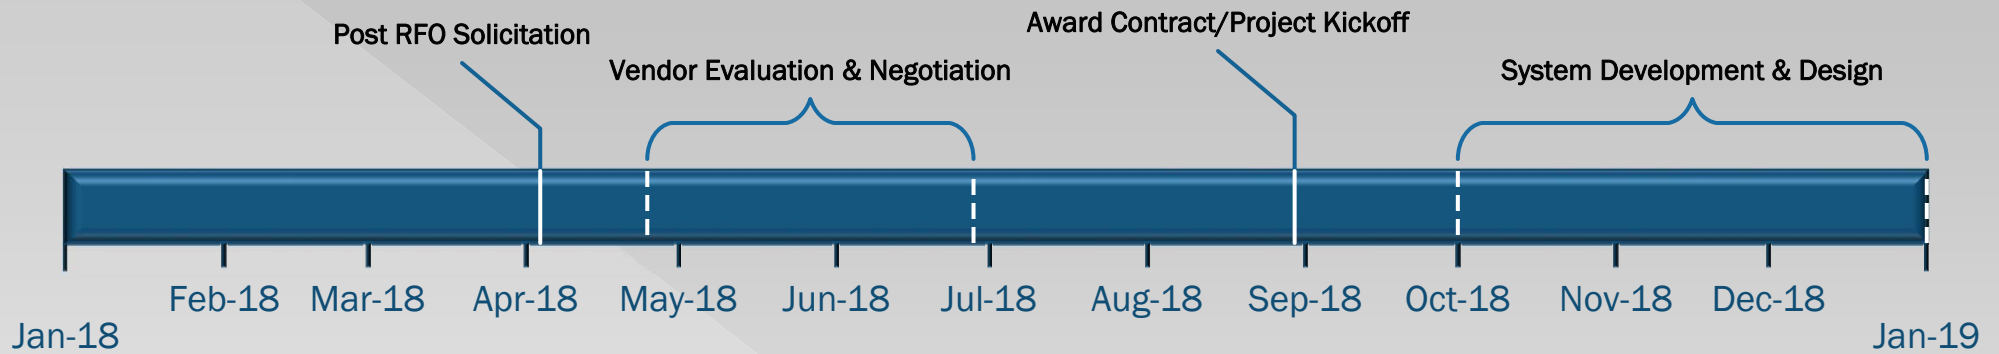 Post RFO Solicitation
Award Contract/Project Kickoff
Vendor Evaluation & Negotiation
System Development & Design
Feb-18 Mar-18 Apr-18 May-18 Jun-18 Jul-18 Aug-18 Sep-18 Oct-18 Nov-18 Dec-18
Jan-18 Jan-19